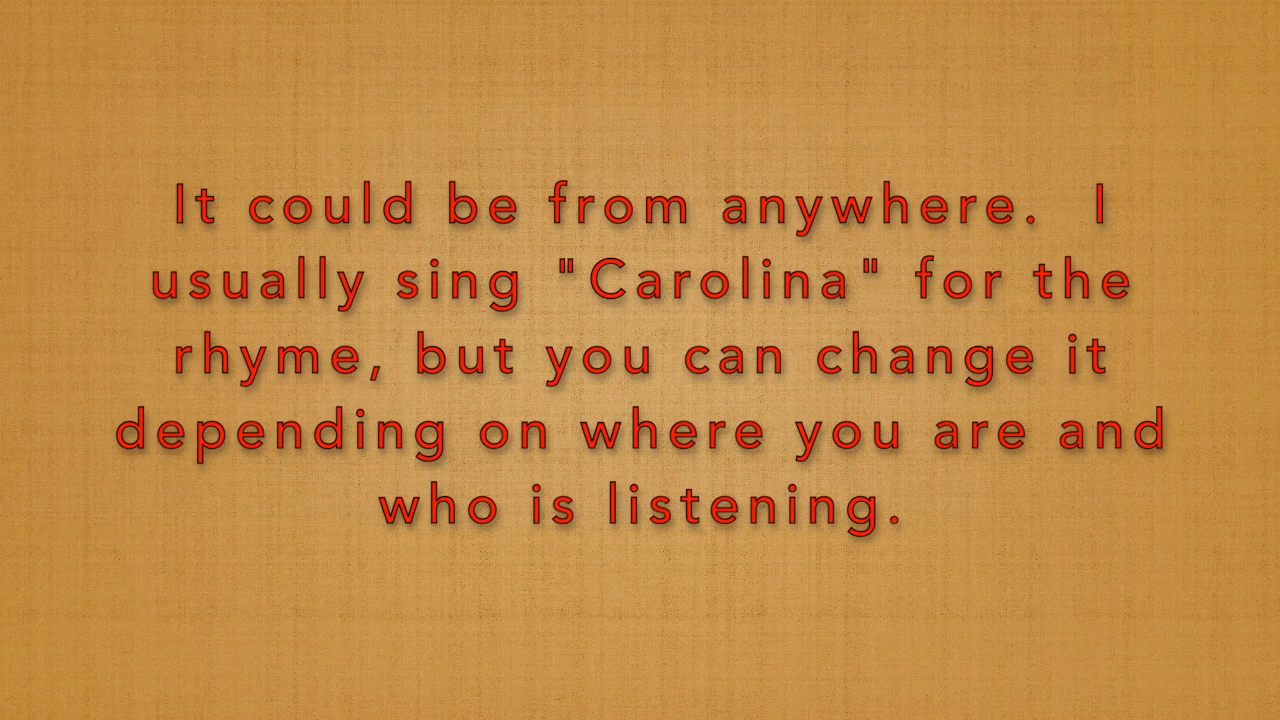 It could be from anywhere.  I
usually sing "Carolina" for the
rhyme, but you can change it
depending on where you are and
who is listening.